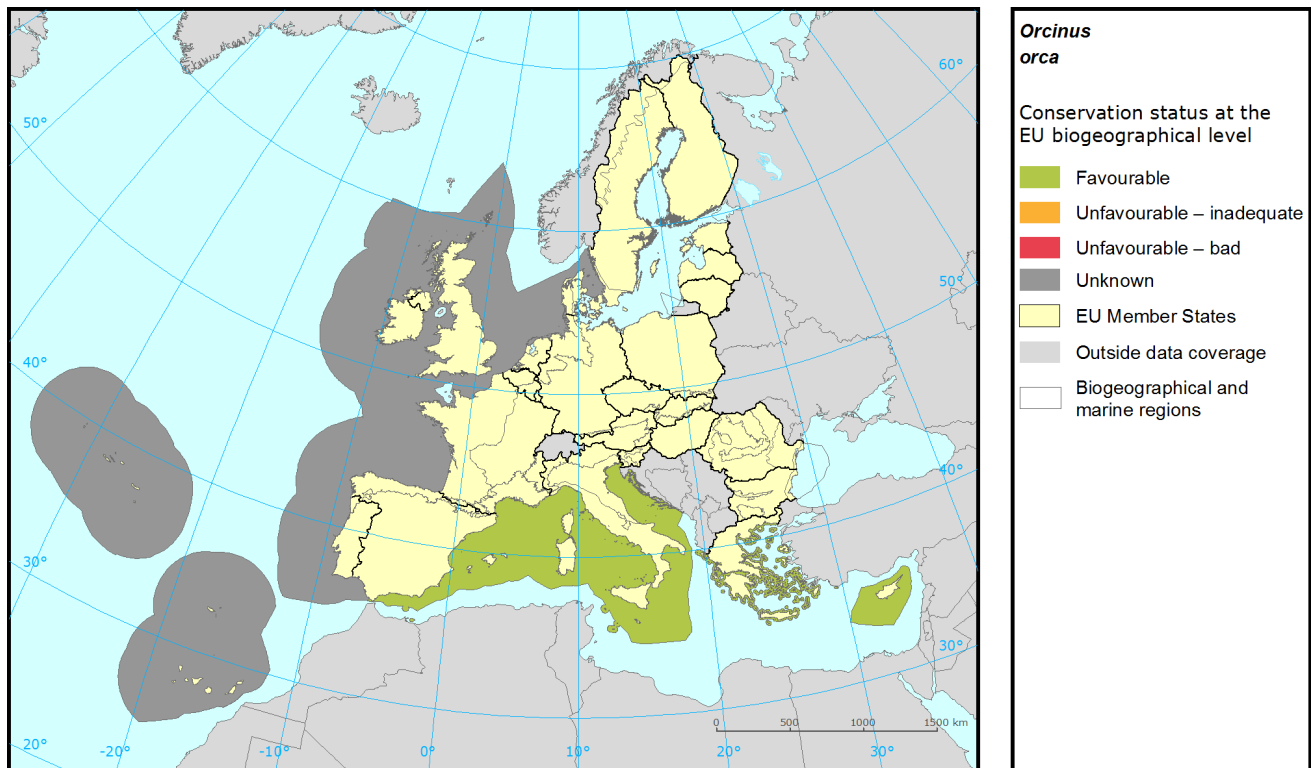 Orcinus
orca
Conservation status at the
EU biogeographical level
Favourable
Unfavourable – inadequate
Unfavourable – bad
Unknown
EU Member States
Outside data coverage
Biogeographical and
marine regions
60°
50°
50°
40°
40°
30°
30°
0 500 1000 1500 km
20° -20° -10° 0° 10° 20° 30°